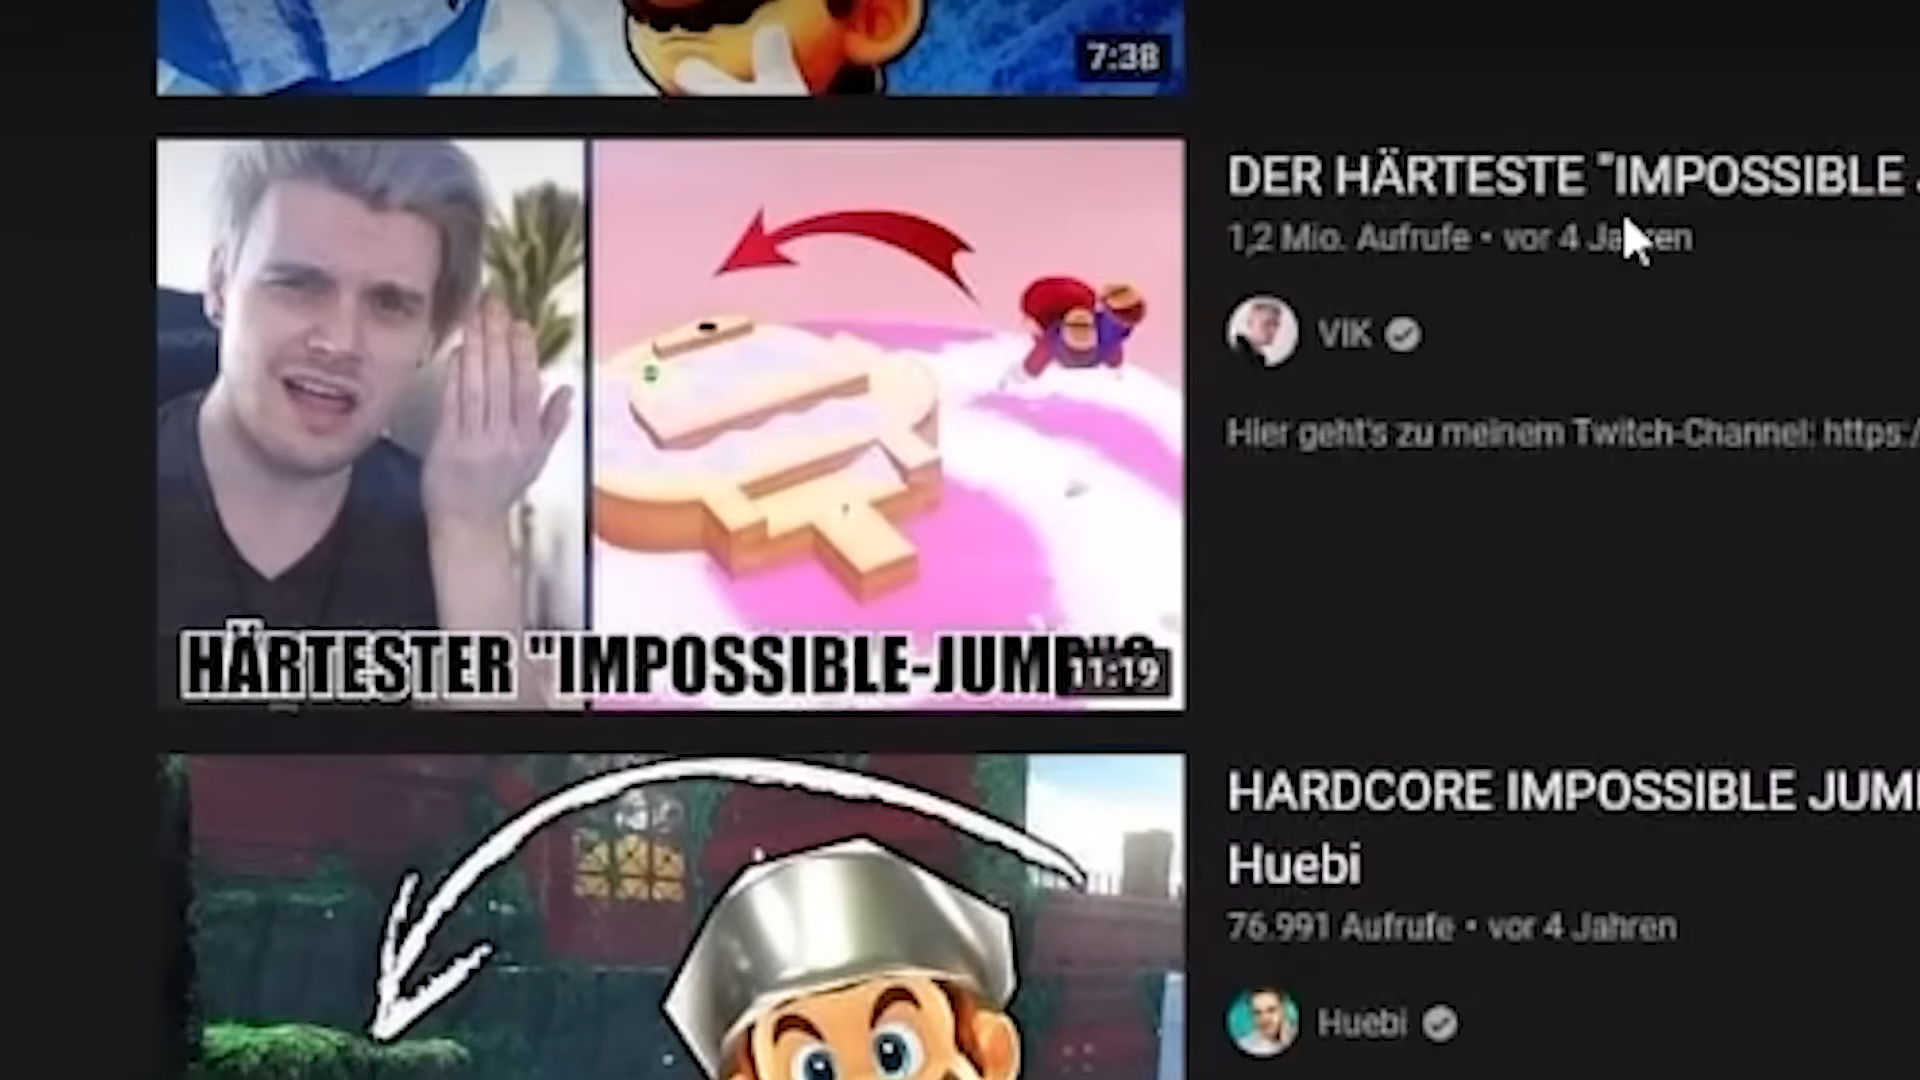 7:38
DER HÄRTESTE "IMPOSSIBLE
1,2 Mio. Aufrufe • vor 4 Jahren
VIK
Hier geht's zu meinem Twitch-Channel: https:/
HÄRTESTER "IMPOSSIBLE-JUMP"?
11:19
HARDCORE IMPOSSIBLE JUM
Huebi
76.991 Aufrufe • vor 4 Jahren
Huebi